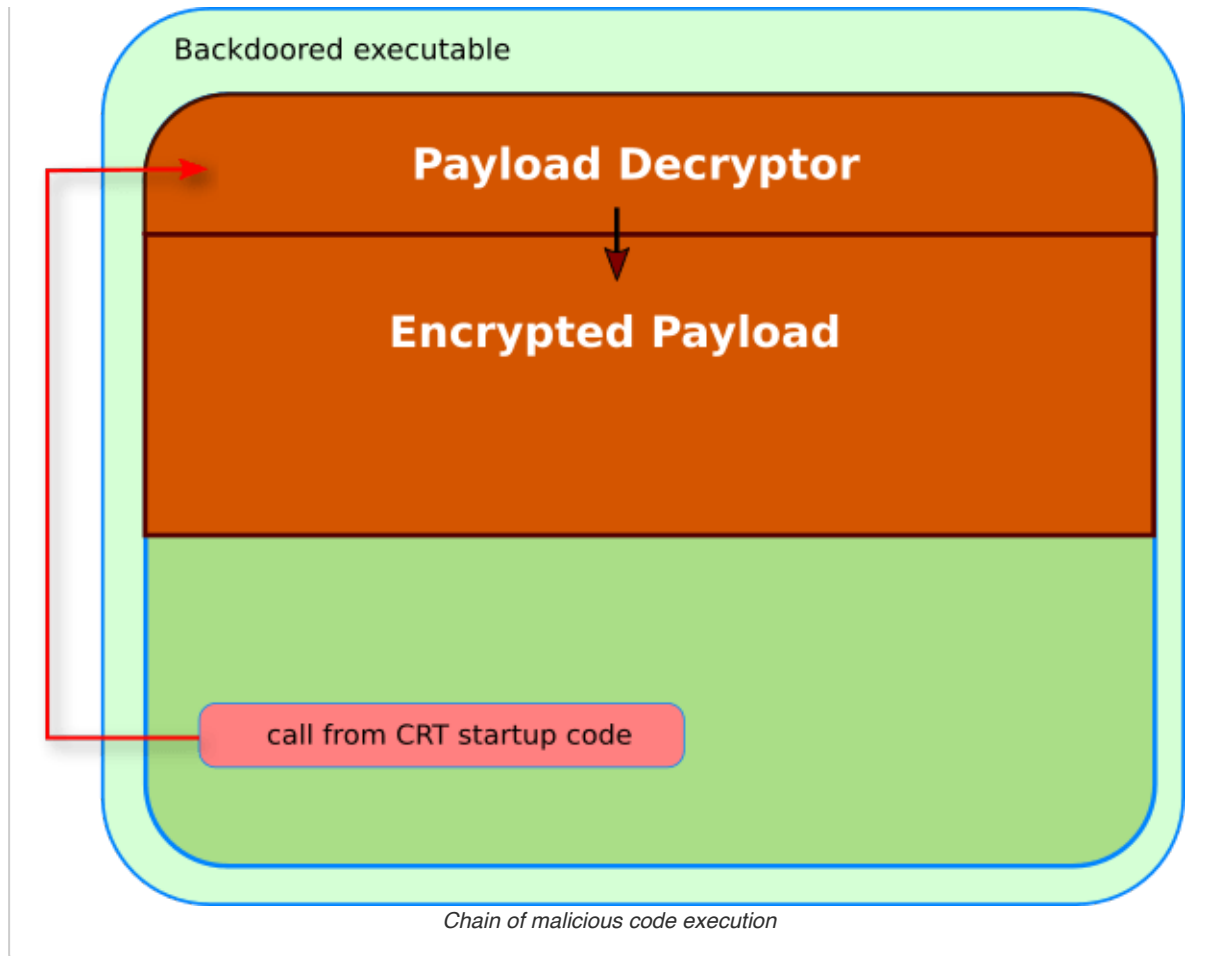 Backdoored executable
Payload Decryptor
Encrypted Payload
call from CRT startup code
Chain of malicious code execution